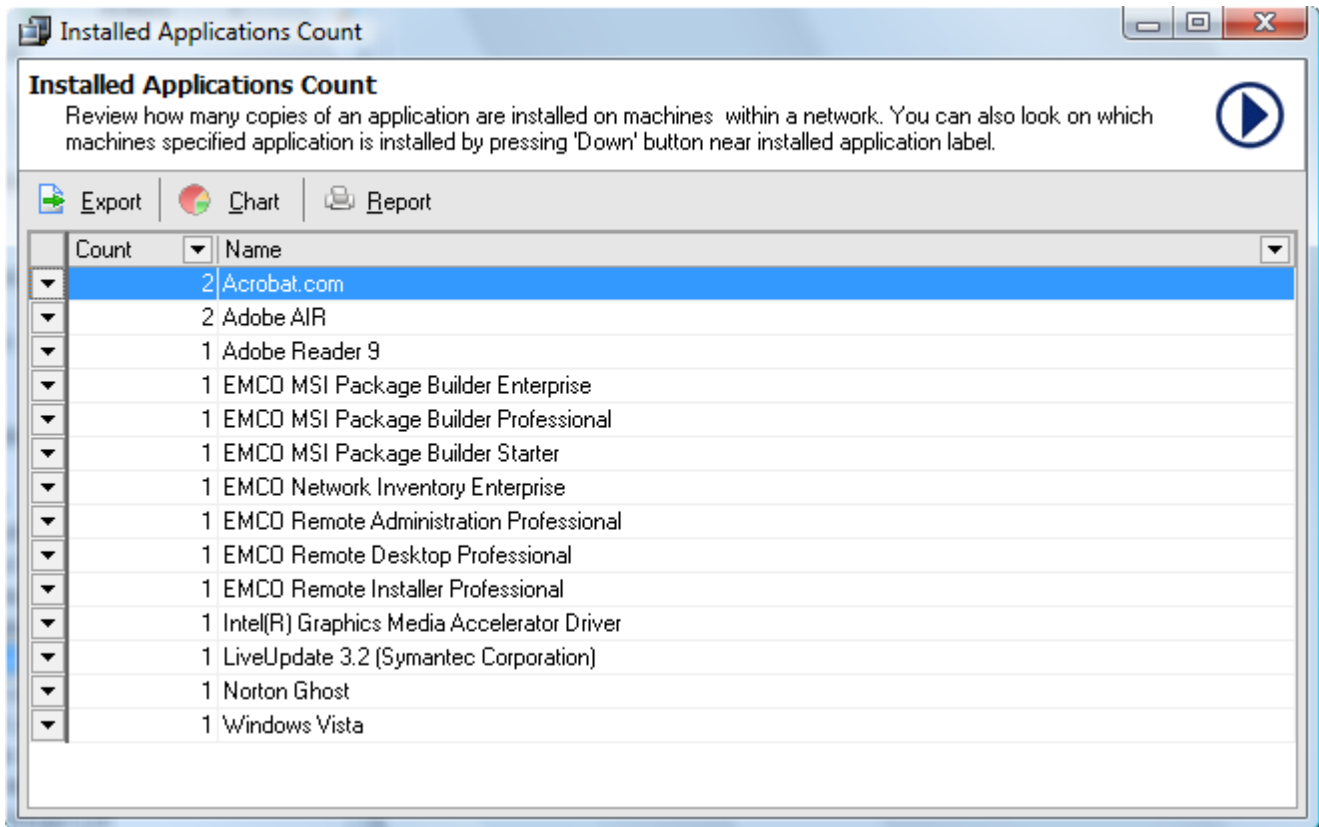 Installed Applications Count
Installed Applications Count
Review how many copies of an application are installed on machines within a network. You can also look on which
machines specified application is installed by pressing 'Down' button near installed application label.
Export Chart Report
Count Name
2 Acrobat.com
2 Adobe AIR
1 Adobe Reader 9
1 EMCO MSI Package Builder Enterprise
1 EMCO MSI Package Builder Professional
1 EMCO MSI Package Builder Starter
1 EMCO Network Inventory Enterprise
1 EMCO Remote Administration Professional
1 EMCO Remote Desktop Professional
1 EMCO Remote Installer Professional
1 Intel(R) Graphics Media Accelerator Driver
1 LiveUpdate 3.2 (Symantec Corporation)
1 Norton Ghost
1 Windows Vista